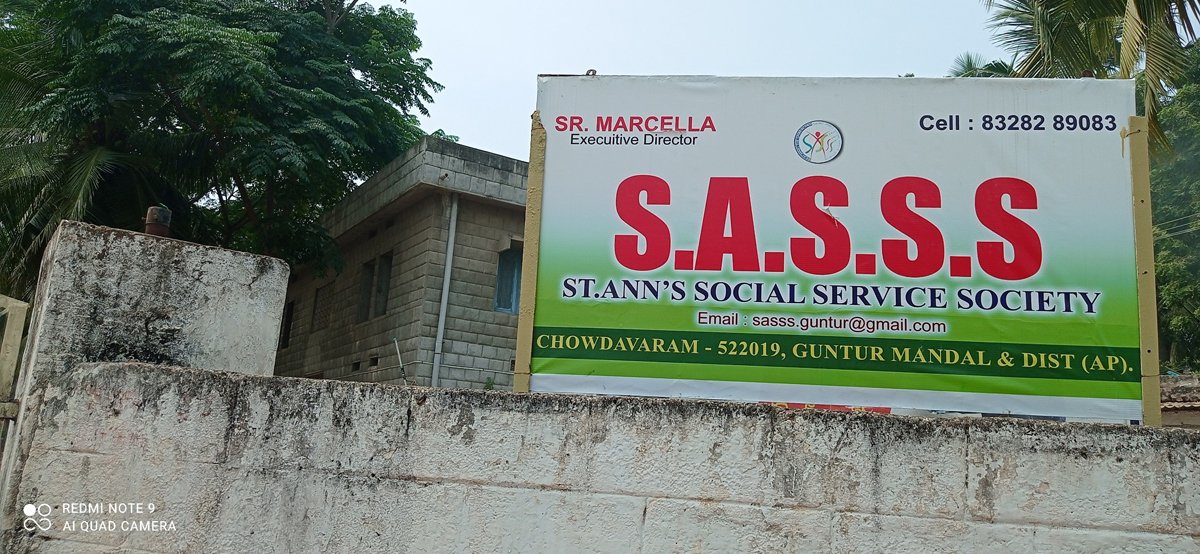 SR. MARCELLA
Executive Director
Cell : 83282 89083
S.A.S.S.S
ST.ANN'S SOCIAL SERVICE SOCIETY
Email : sasss.guntur@gmail.com
CHOWDAVARAM - 522019, GUNTUR MANDAL & DIST (AP).
REDMI NOTE 9
AI QUAD CAMERA